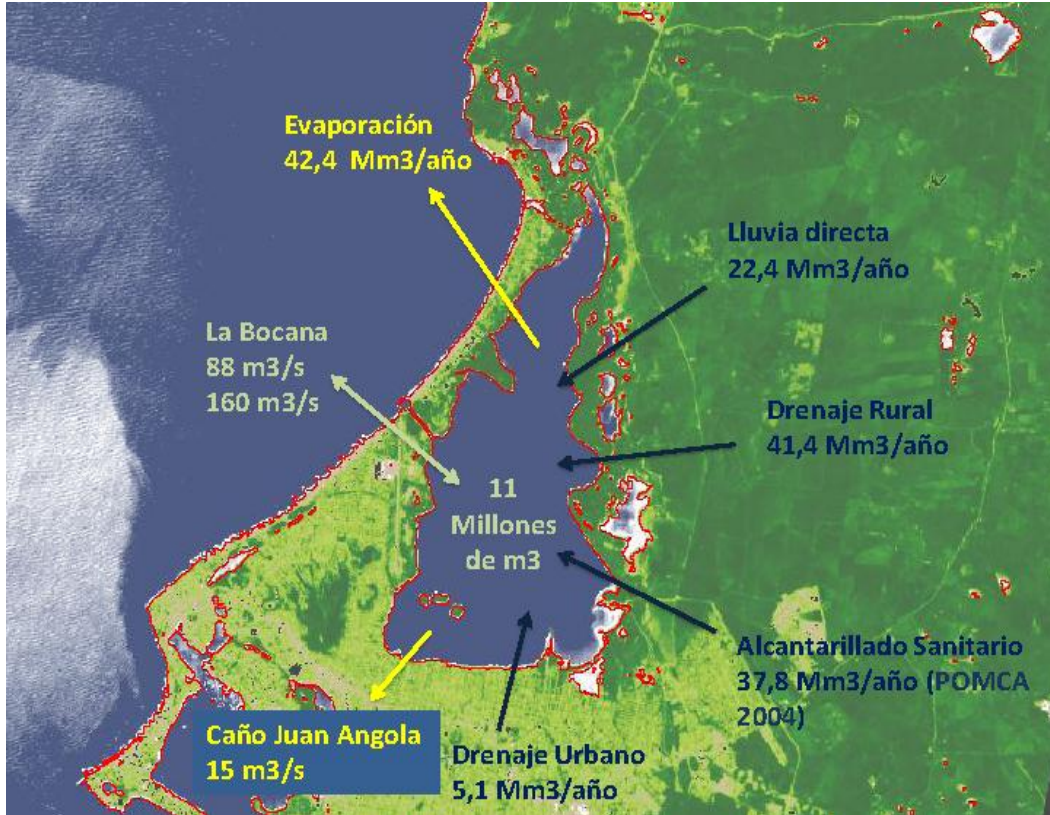 Evaporación
42,4 Mm3/año
Lluvia directa
22,4 Mm3/año
La Bocana
88 m3/s
160 m3/s
Drenaje Rural
41,4 Mm3/año
11
Millones
de m3
Alcantarillado Sanitario
37,8 Mm3/año (POMCA
2004)
Caño Juan Angola
15 m3/s
Drenaje Urbano
5,1 Mm3/año